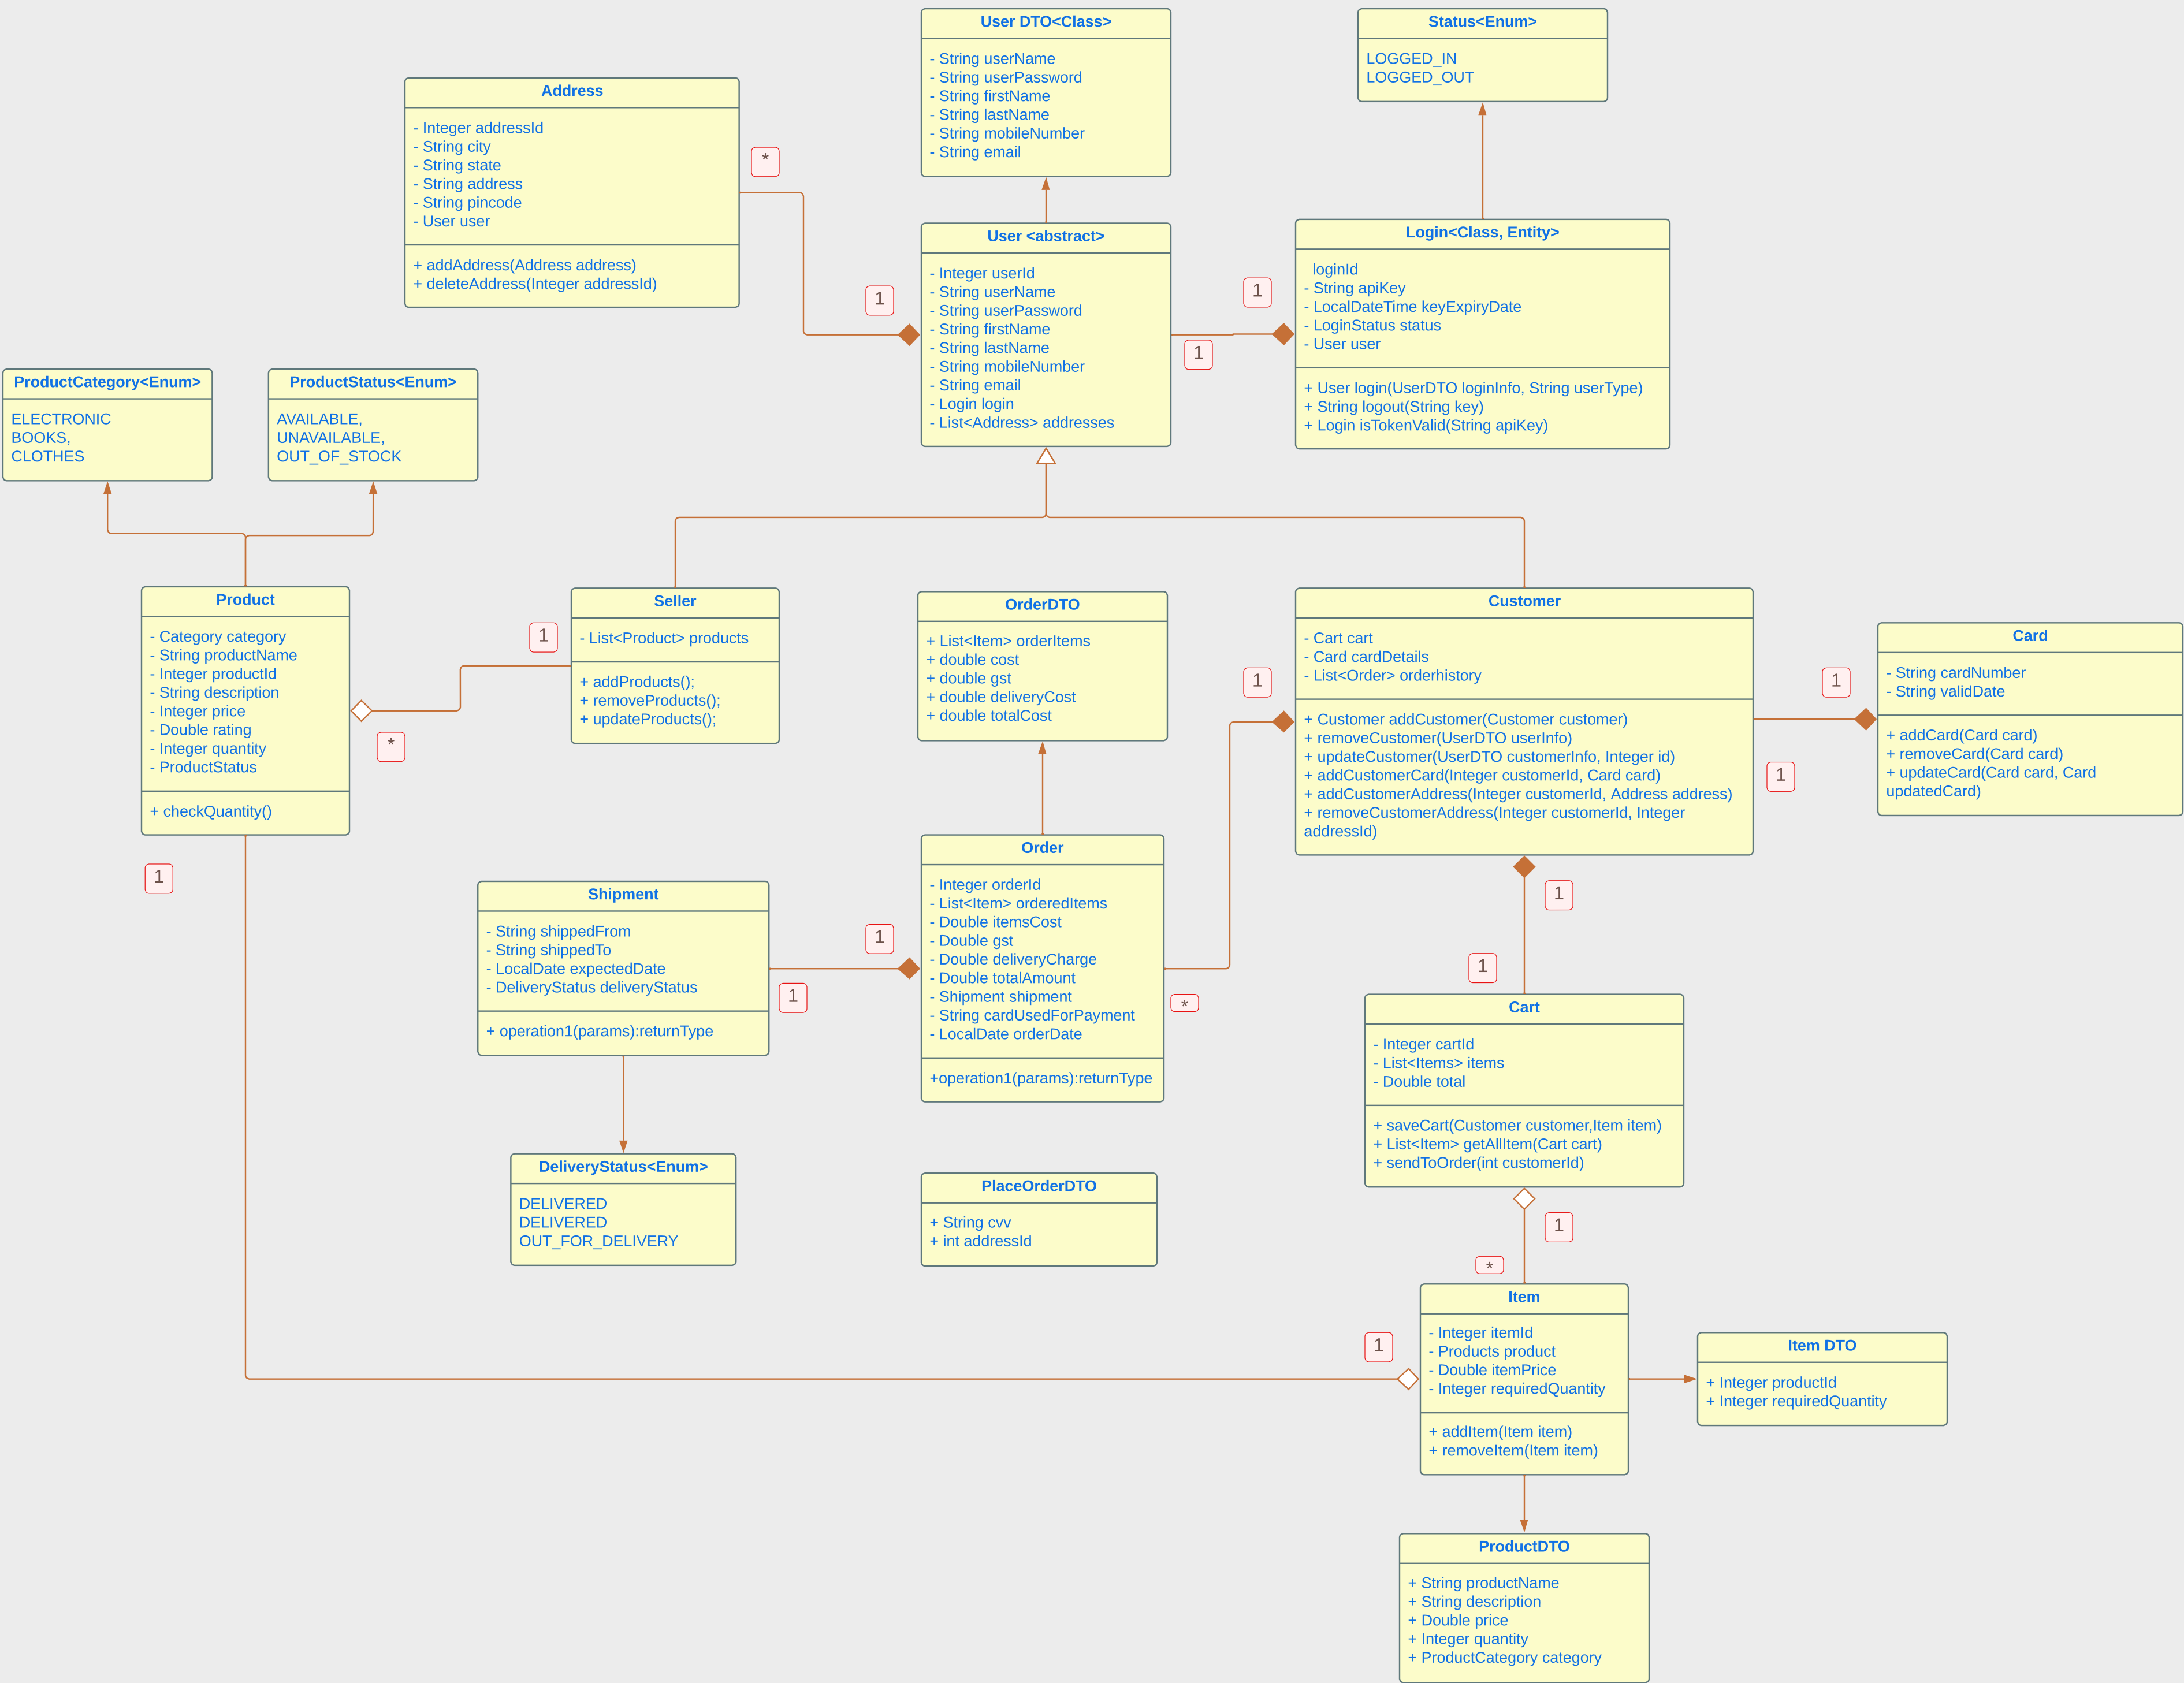 User DTO<Class>
- String userName
- String userPassword
- String firstName
- String lastName
- String mobileNumber
- String email
Status<Enum>
LOGGED_IN
LOGGED_OUT
Address
- Integer addressId
- String city
- String state
- String address
- String pincode
- User user
+ addAddress(Address address)
+ deleteAddress(Integer addressId)
*
1
User <abstract>
- Integer userId
- String userName
- String userPassword
- String firstName
- String lastName
- String mobileNumber
- String email
- Login login
- List<Address> addresses
1
1
Login<Class, Entity>
loginId
- String apiKey
- LocalDateTime keyExpiryDate
- LoginStatus status
- User user
+ User login(UserDTO loginInfo, String userType)
+ String logout(String key)
+ Login isTokenValid(String apiKey)
ProductCategory<Enum>
ELECTRONIC
BOOKS,
CLOTHES
ProductStatus<Enum>
AVAILABLE,
UNAVAILABLE,
OUT_OF_STOCK
Product
- Category category
- String productName
- Integer productId
- String description
- Integer price
- Double rating
- Integer quantity
- ProductStatus
+ checkQuantity()
1
*
1
Seller
- List<Product> products
+ addProducts();
+ removeProducts();
+ updateProducts();
OrderDTO
+ List<Item> orderItems
+ double cost
+ double gst
+ double deliveryCost
+ double totalCost
1
Customer
- Cart cart
- Card cardDetails
- List<Order> orderhistory
+ Customer addCustomer(Customer customer)
+ removeCustomer(UserDTO userInfo)
+ updateCustomer(UserDTO customerInfo, Integer id)
+ addCustomerCard(Integer customerId, Card card)
+ addCustomerAddress(Integer customerId, Address address)
+ removeCustomerAddress(Integer customerId, Integer
addressId)
1
1
Card
- String cardNumber
- String validDate
+ addCard(Card card)
+ removeCard(Card card)
+ updateCard(Card card, Card
updatedCard)
Shipment
- String shippedFrom
- String shippedTo
- LocalDate expectedDate
- DeliveryStatus deliveryStatus
+ operation1(params):returnType
1
1
Order
- Integer orderId
- List<Item> orderedItems
- Double itemsCost
- Double gst
- Double deliveryCharge
- Double totalAmount
- Shipment shipment
- String cardUsedForPayment
- LocalDate orderDate
+operation1(params):returnType
*
1
1
Cart
- Integer cartId
- List<Items> items
- Double total
+ saveCart(Customer customer,Item item)
+ List<Item> getAllItem(Cart cart)
+ sendToOrder(int customerId)
DeliveryStatus<Enum>
DELIVERED
DELIVERED
OUT_FOR_DELIVERY
PlaceOrderDTO
+ String cvv
+ int addressId
1
*
1
Item
- Integer itemId
- Products product
- Double itemPrice
- Integer requiredQuantity
+ addItem(Item item)
+ removeItem(Item item)
Item DTO
+ Integer productId
+ Integer requiredQuantity
ProductDTO
+ String productName
+ String description
+ Double price
+ Integer quantity
+ ProductCategory category